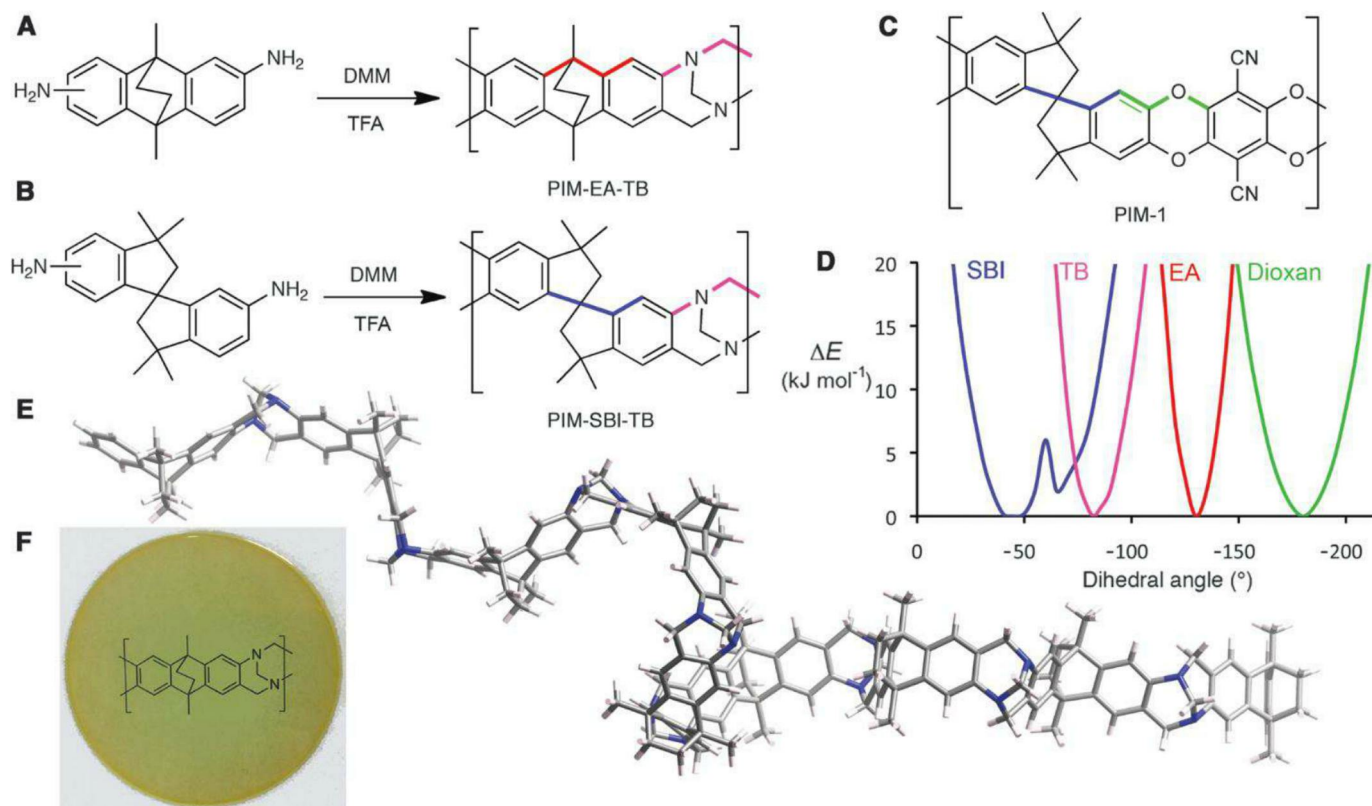 A
H₂N
NH₂
DMM
TFA
N
N
PIM-EA-TB
B
H₂N
NH₂
DMM
TFA
N
N
PIM-SBI-TB
C
CN
O
O
O
O
CN
PIM-1
D
SBI
TB
EA
Dioxan
20
15
10
5
0
ΔE
(kJ mol⁻¹)
0
-50
-100
-150
-200
Dihedral angle (°)
E
F
N
N